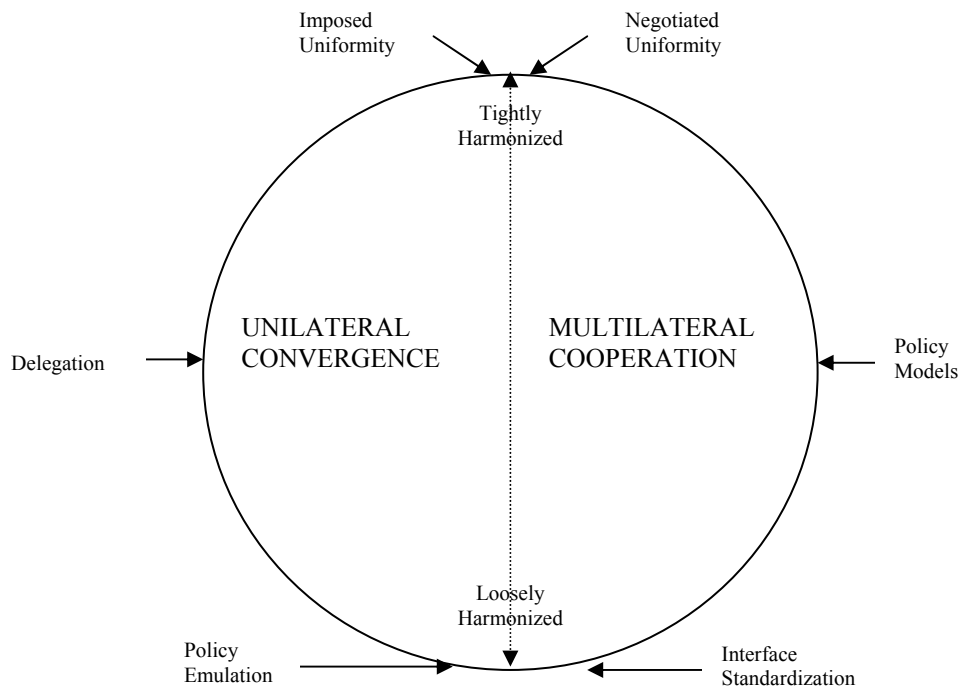 Imposed
Uniformity
Negotiated
Uniformity
Tightly
Harmonized
UNILATERAL
CONVERGENCE
MULTILATERAL
COOPERATION
Delegation
Policy
Models
Loosely
Harmonized
Policy
Emulation
Interface
Standardization